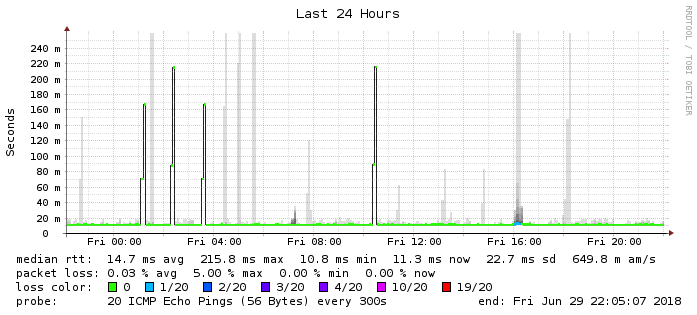 Last 24 Hours
RRDTOOL / TOBI OETIKER
Seconds
240 m
220 m
200 m
180 m
160 m
140 m
120 m
100 m
80 m
60 m
40 m
20 m
0
Fri 00:00 Fri 04:00 Fri 08:00 Fri 12:00 Fri 16:00 Fri 20:00
median rtt: 14.7 ms avg 215.8 ms max 10.8 ms min 11.3 ms now 22.7 ms sd 649.8 m am/s
packet loss: 0.03 % avg 5.00 % max 0.00 % min 0.00 % now
loss color: 0 1/20 2/20 3/20 4/20 10/20 19/20
probe: 20 ICMP Echo Pings (56 Bytes) every 300s end: Fri Jun 29 22:05:07 2018